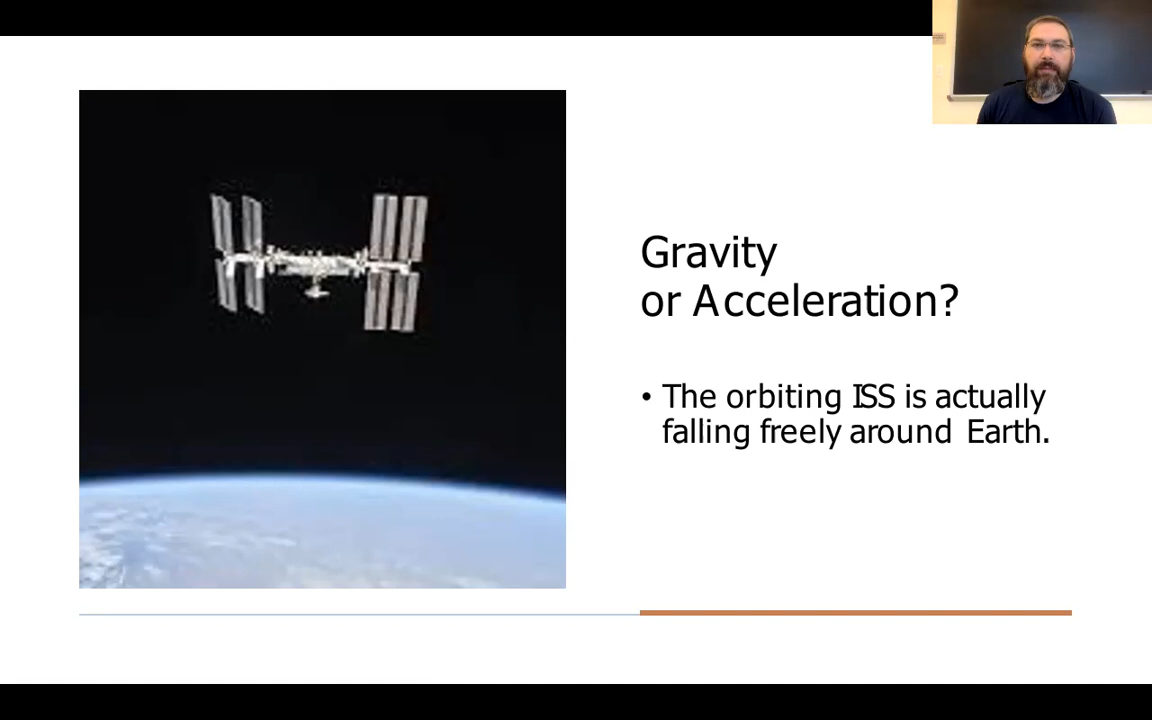 Gravity
or Acceleration?
• The orbiting ISS is actually
falling freely around Earth.